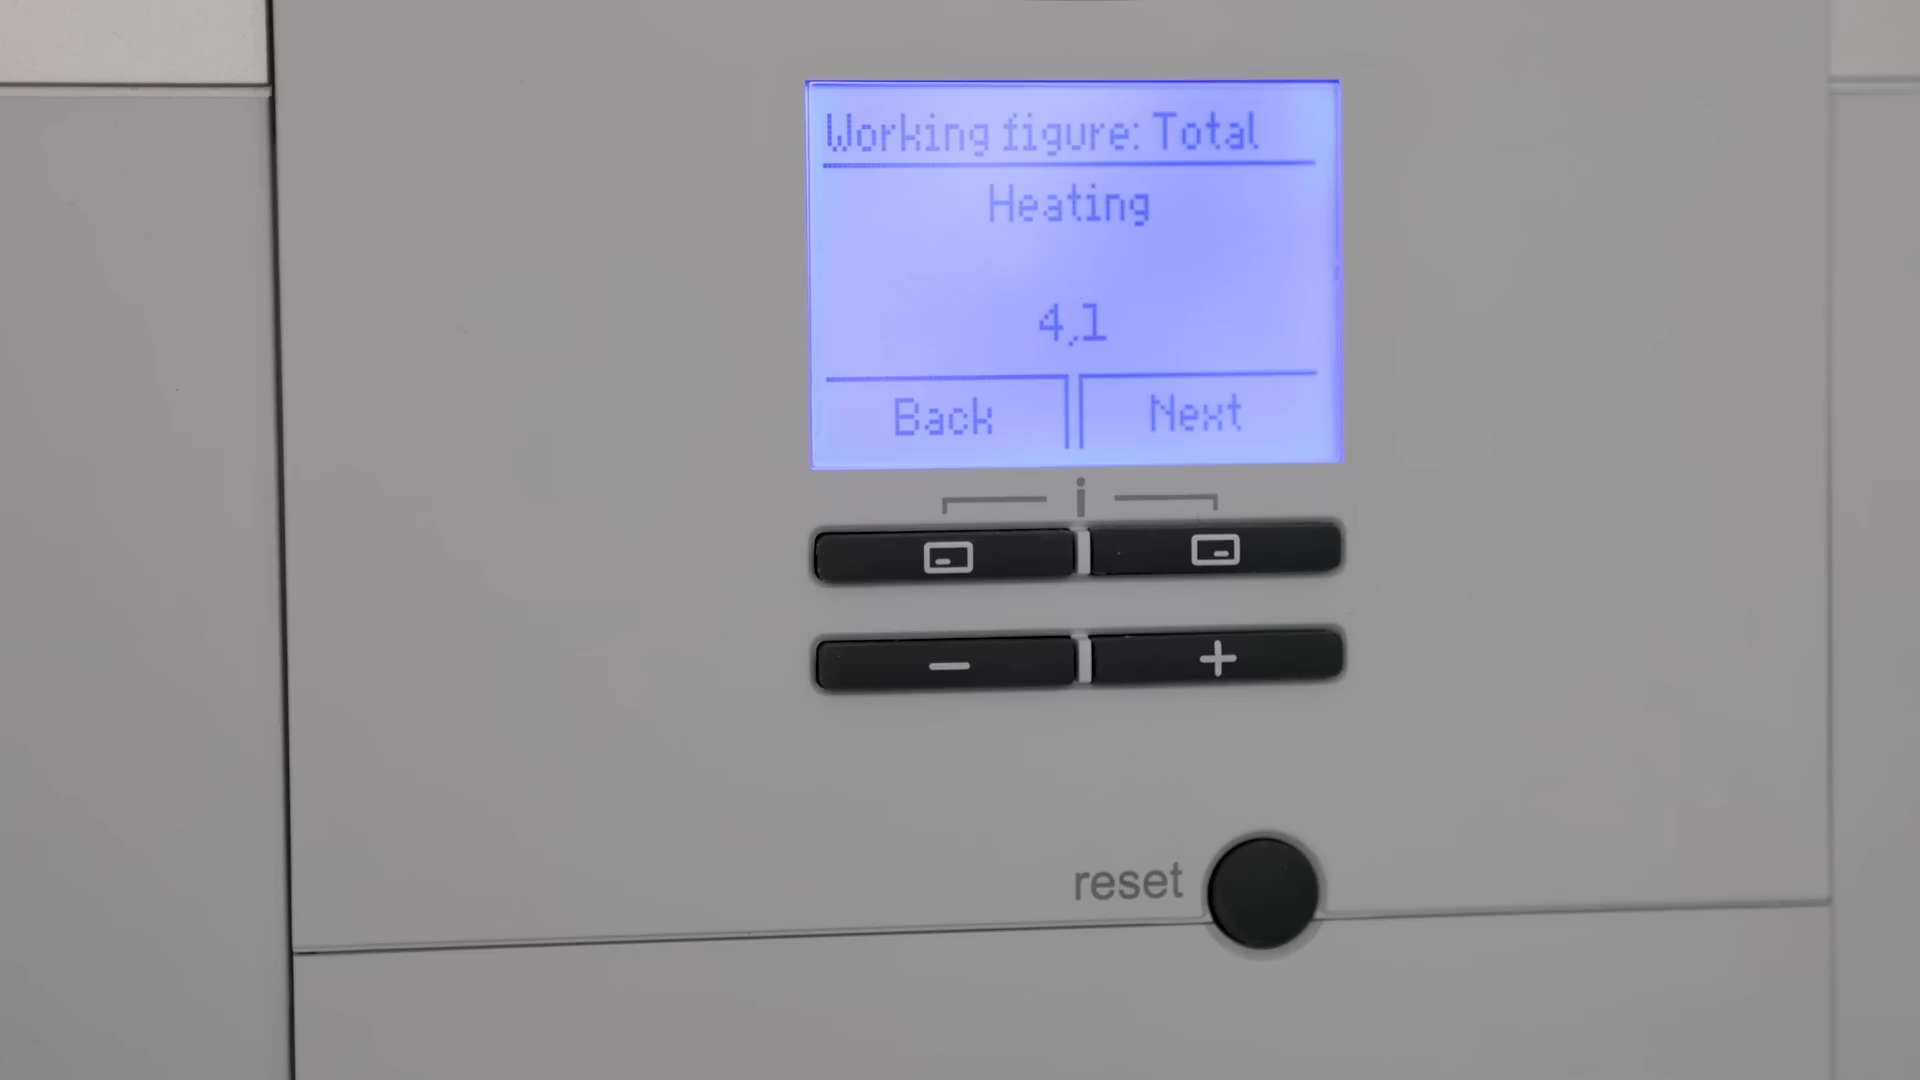 Working figure: Total
Heating
4,1
Back Next
i
− +
reset